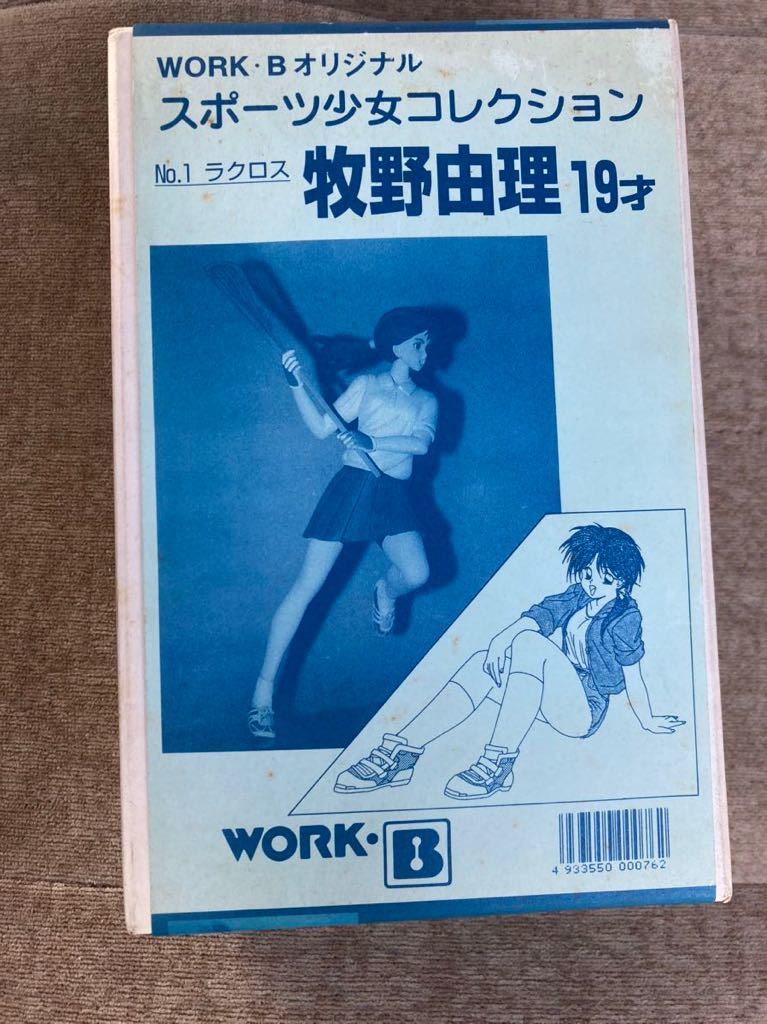 WORK・B オリジナル
スポーツ少女コレクション
No.1 ラクロス 牧野由理 19才
WORK・B
4 933550 000762